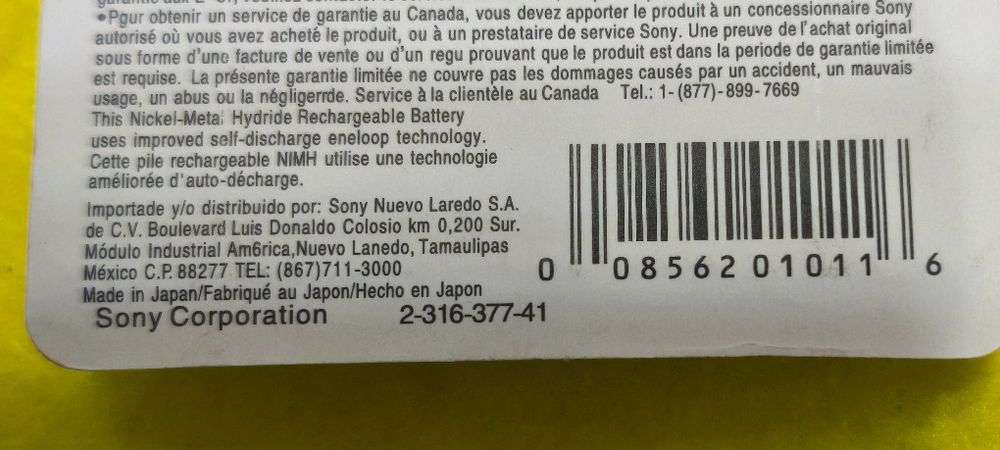 •Pgur obtenir un service de garantie au Canada, vous devez apporter le produit à un concessionnaire Sony
autorisé où vous avez acheté le produit, ou à un prestataire de service Sony. Une preuve de l'achat original
sous forme d'une facture de vente ou d'un regu prouvant que le produit est dans la periode de garantie limitée
est requise. La présente garantie limitée ne couvre pas les dommages causés par un accident, un mauvais
usage, un abus ou la négligerrde. Service à la clientèle au Canada Tel.: 1-(877)-899-7669
This Nickel-Metal Hydride Rechargeable Battery
uses improved self-discharge eneloop technology.
Cette pile rechargeable NIMH utilise une technologie
améliorée d'auto-décharge.
Importade y/o distribuido por: Sony Nuevo Laredo S.A.
de C.V. Boulevard Luis Donaldo Colosio km 0,200 Sur.
Módulo Industrial Am6rica,Nuevo Lanedo, Tamaulipas
México C.P. 88277 TEL: (867)711-3000
Made in Japan/Fabriqué au Japon/Hecho en Japon
Sony Corporation 2-316-377-41
0 0856201011 6